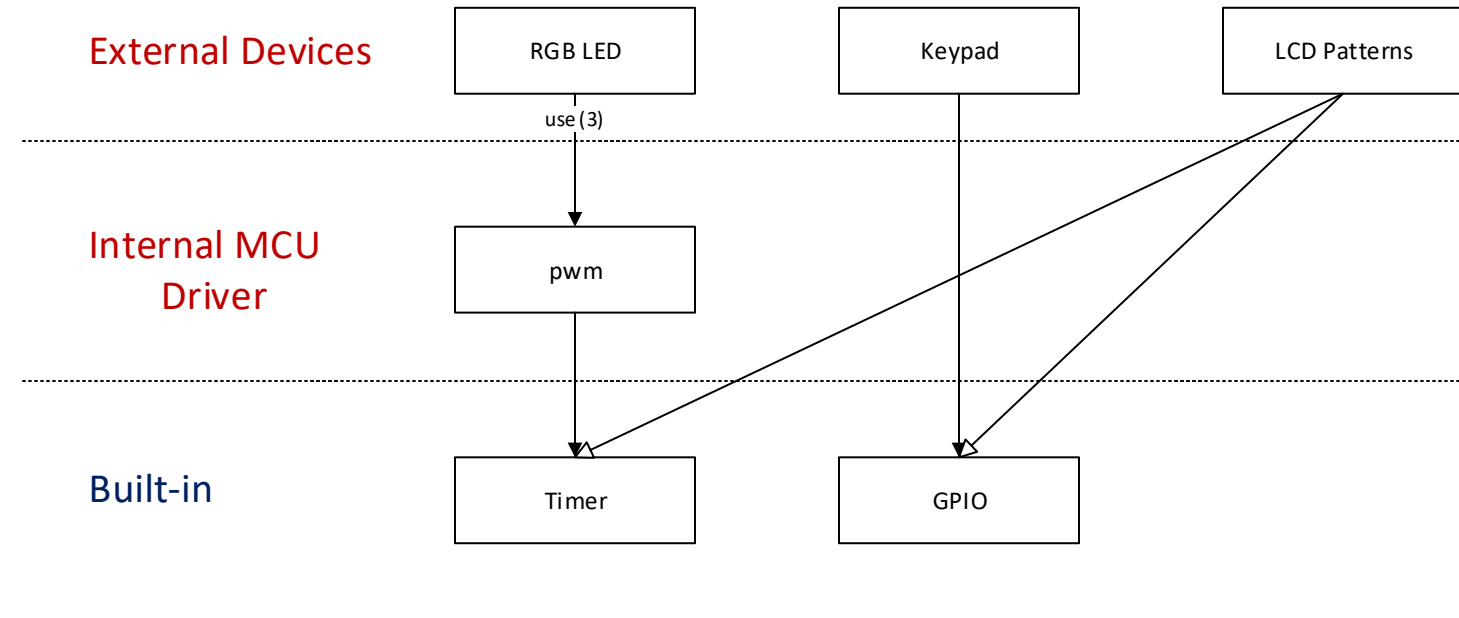 External Devices
RGB LED
Keypad
LCD Patterns
use (3)
Internal MCU
Driver
pwm
Built-in
Timer
GPIO